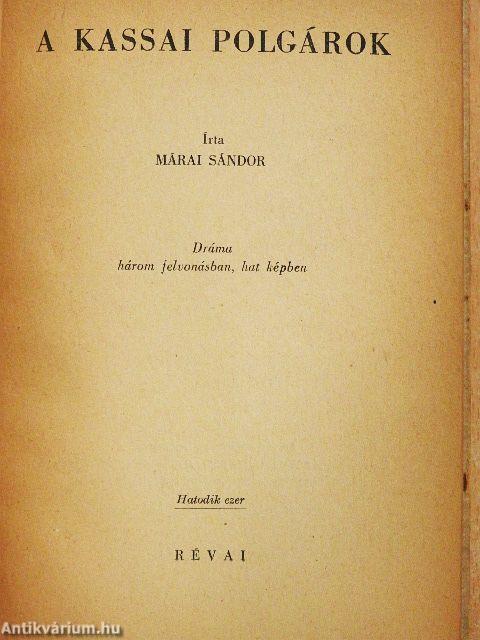 A KASSAI POLGÁROK
Írta
MÁRAI SÁNDOR
Dráma
három felvonásban, hat képben
Hatodik ezer
RÉVAI
Antikvárium.hu